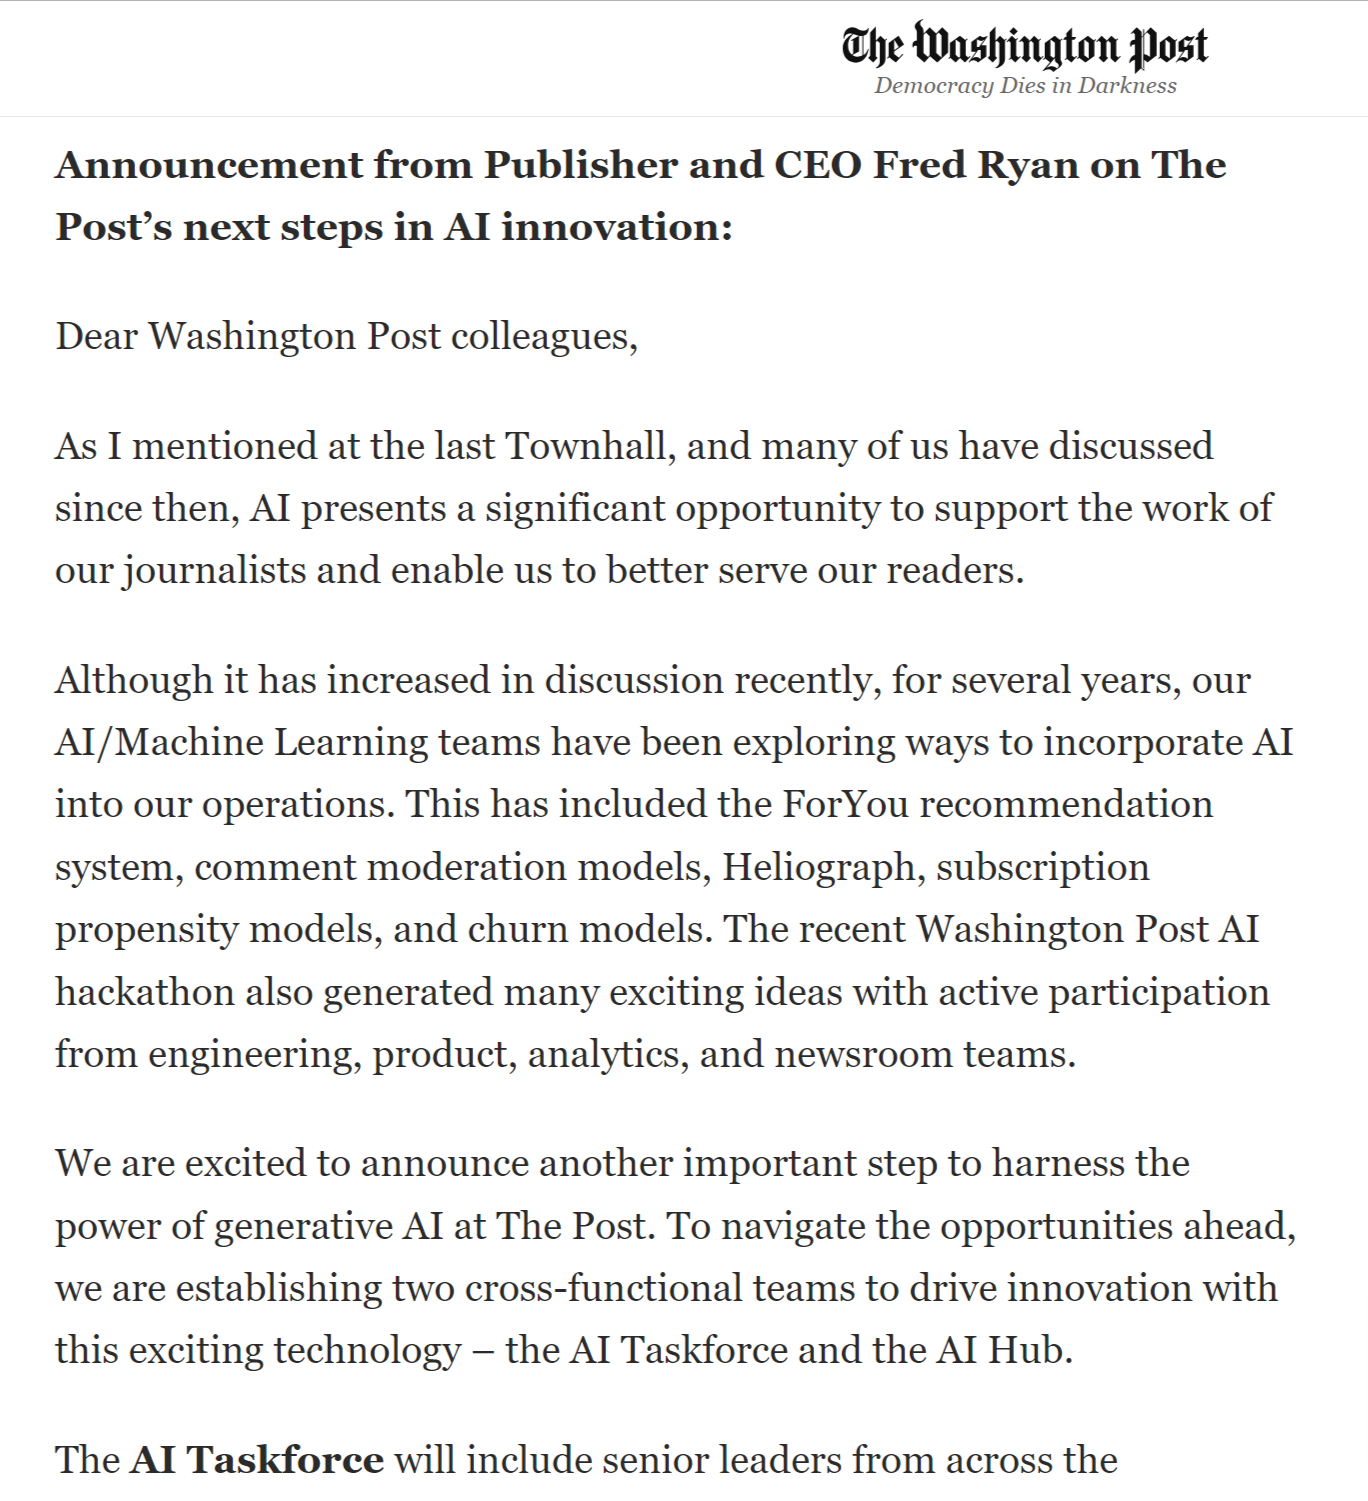 The Washington Post
Democracy Dies in Darkness
Announcement from Publisher and CEO Fred Ryan on The
Post’s next steps in AI innovation:
Dear Washington Post colleagues,
As I mentioned at the last Townhall, and many of us have discussed
since then, AI presents a significant opportunity to support the work of
our journalists and enable us to better serve our readers.
Although it has increased in discussion recently, for several years, our
AI/Machine Learning teams have been exploring ways to incorporate AI
into our operations. This has included the ForYou recommendation
system, comment moderation models, Heliograph, subscription
propensity models, and churn models. The recent Washington Post AI
hackathon also generated many exciting ideas with active participation
from engineering, product, analytics, and newsroom teams.
We are excited to announce another important step to harness the
power of generative AI at The Post. To navigate the opportunities ahead,
we are establishing two cross-functional teams to drive innovation with
this exciting technology – the AI Taskforce and the AI Hub.
The AI Taskforce will include senior leaders from across the